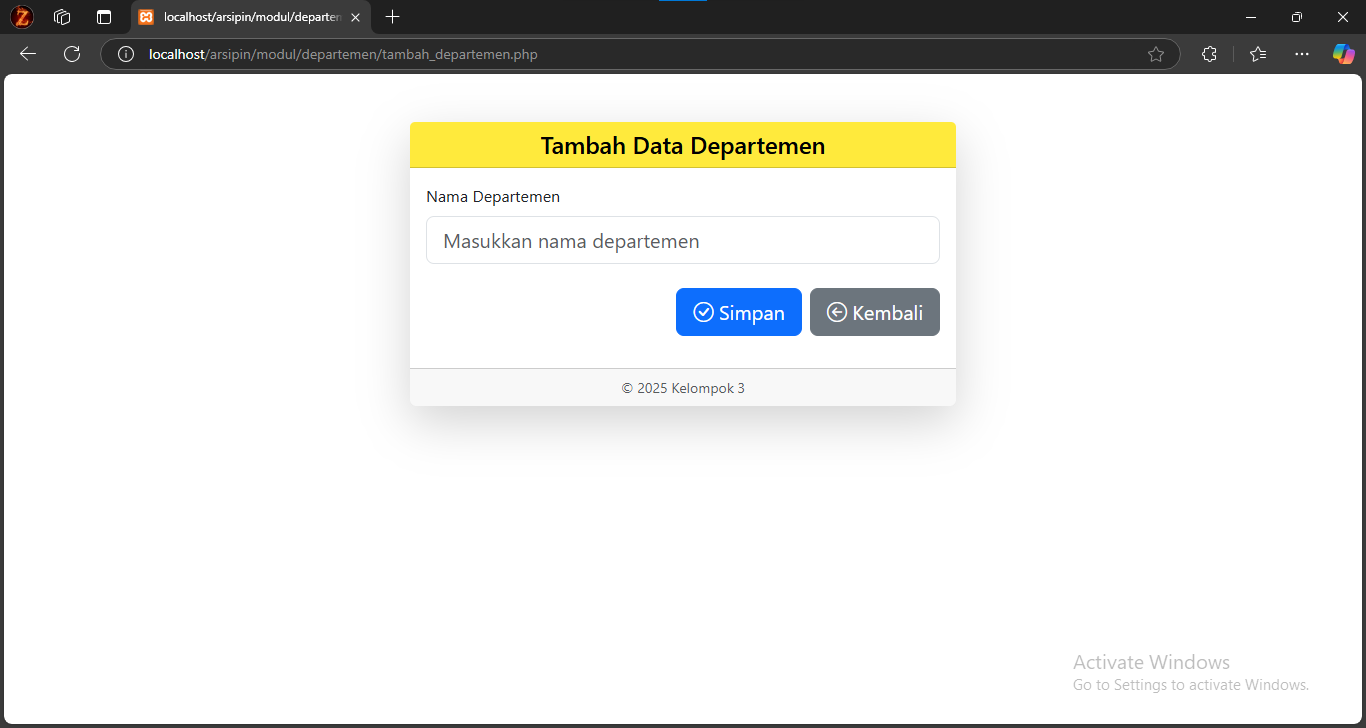 localhost/arsipin/modul/departen
localhost/arsipin/modul/departemen/tambah_departemen.php
Tambah Data Departemen
Nama Departemen
Masukkan nama departemen
Simpan
Kembali
© 2025 Kelompok 3
Activate Windows
Go to Settings to activate Windows.